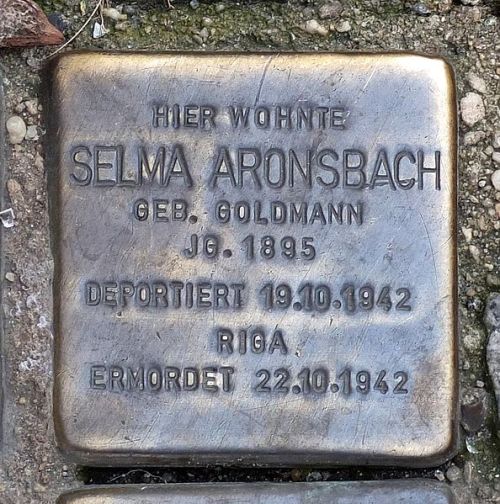 HIER WOHNTE
SELMA ARONSBACH
GEB. GOLDMANN
JG. 1895
DEPORTIERT 19.10.1942
RIGA
ERMORDET 22.10.1942